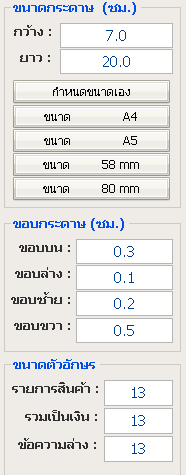 ขนาดกระดาษ (ซม.)
กว้าง : 7.0
ยาว : 20.0
กำหนดขนาดเอง
ขนาด A4
ขนาด A5
ขนาด 58 mm
ขนาด 80 mm
ขอบกระดาษ (ซม.)
ขอบบน : 0.3
ขอบล่าง : 0.1
ขอบซ้าย : 0.2
ขอบขวา : 0.5
ขนาดตัวอักษร
รายการสินค้า : 13
รวมเป็นเงิน : 13
ข้อความล่าง : 13